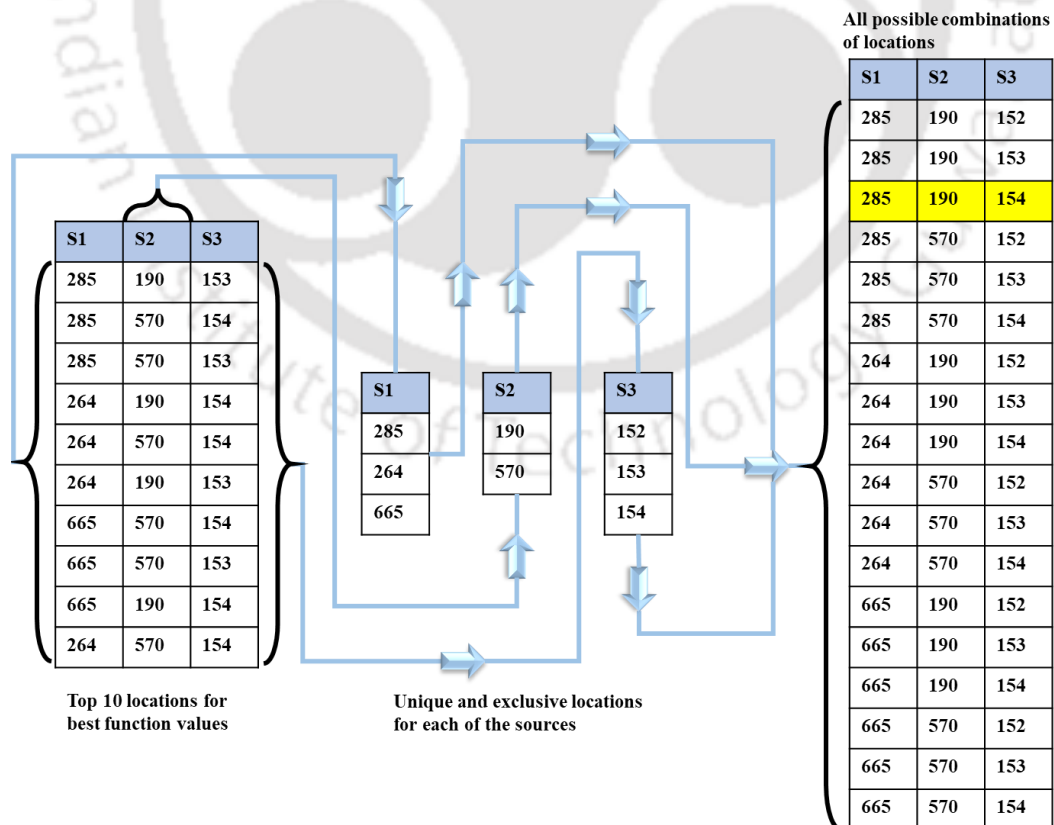 All possible combinations
of locations
S1 S2 S3
285 190 152
285 190 153
285 190 154
285 570 152
285 570 153
285 570 154
264 190 152
264 190 153
264 190 154
264 570 152
264 570 153
264 570 154
665 190 152
665 190 153
665 190 154
665 570 152
665 570 153
665 570 154
S1 S2 S3
285 190 153
285 570 154
285 570 153
264 190 154
264 570 154
264 190 153
665 570 154
665 570 153
665 190 154
264 570 154
Top 10 locations for
best function values
S1
285
264
665
S2
190
570
S3
152
153
154
Unique and exclusive locations
for each of the sources
Indian Institute of Technology